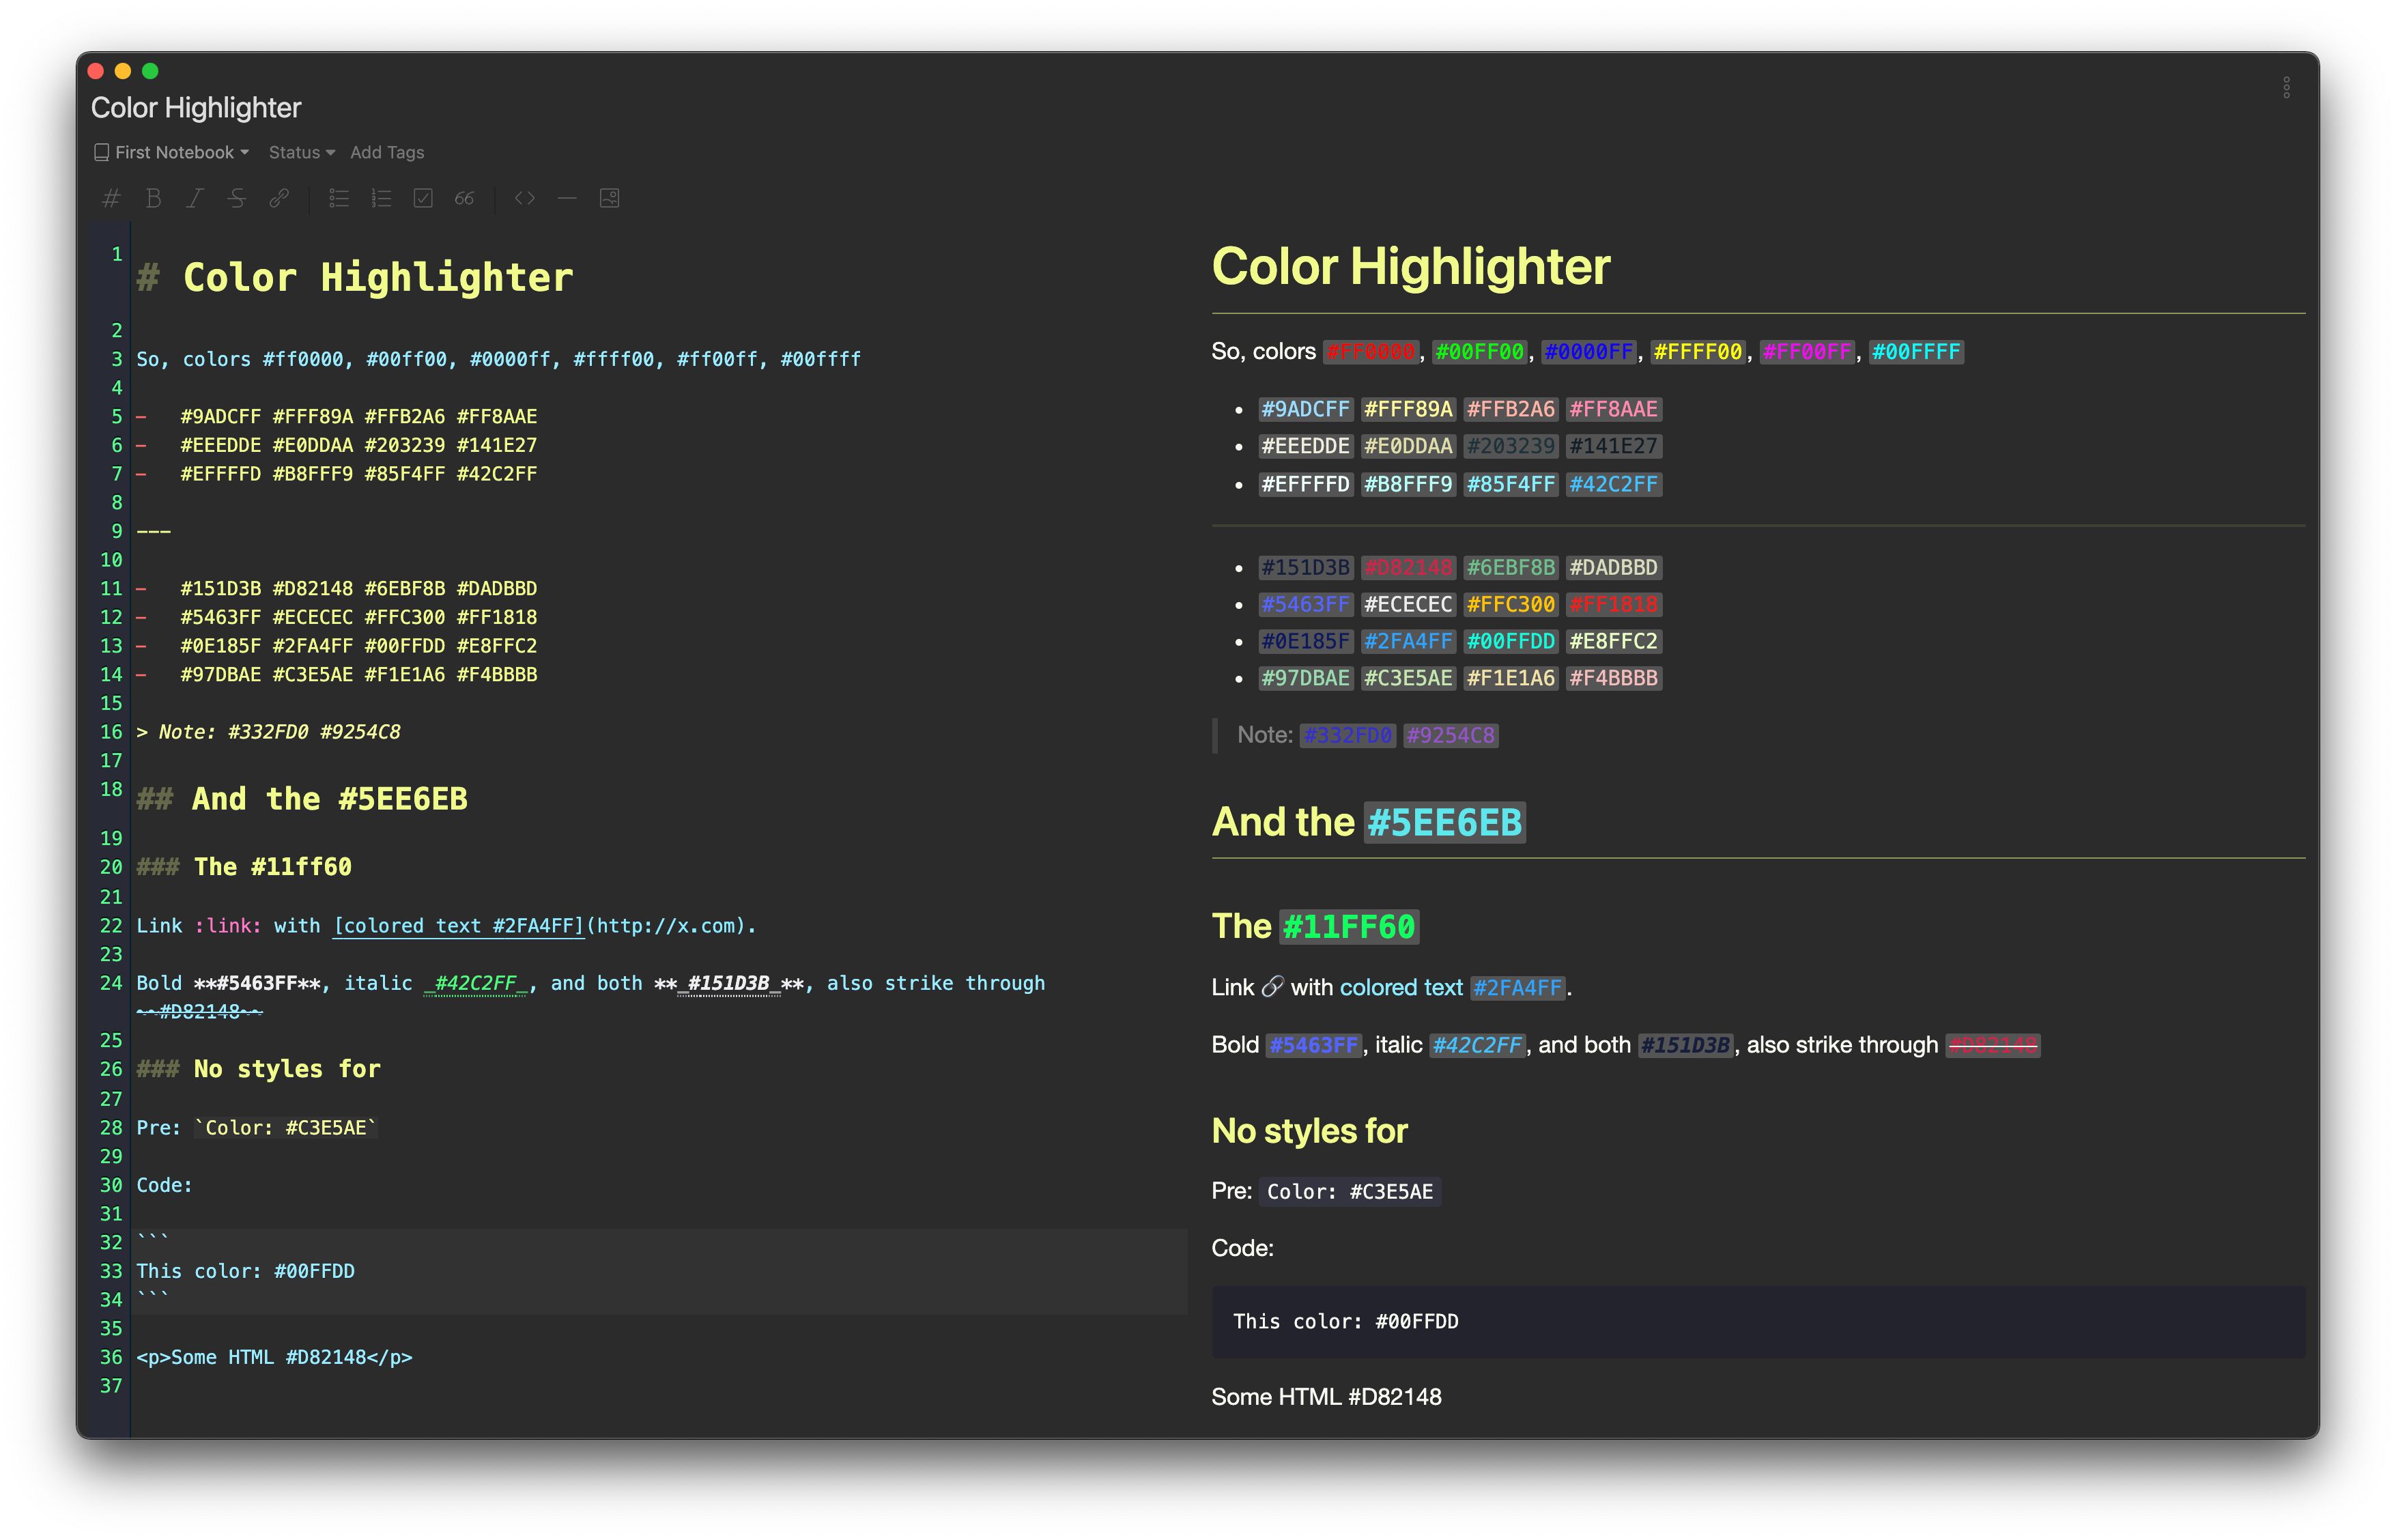 Color Highlighter
First Notebook Status Add Tags
1 # Color Highlighter
2
3 So, colors #ff0000, #00ff00, #0000ff, #ffff00, #ff00ff, #00ffff
4
5 - #9ADCFF #FFF89A #FFB2A6 #FF8AAE
6 - #EEEDDE #E0DDAA #203239 #141E27
7 - #EFFFFD #B8FFF9 #85F4FF #42C2FF
8
9 ---
10
11 - #151D3B #D82148 #6EBF8B #DADBBD
12 - #5463FF #ECECEC #FFC300 #FF1818
13 - #0E185F #2FA4FF #00FFDD #E8FFC2
14 - #97DBAE #C3E5AE #F1E1A6 #F4BBBB
15
16 > Note: #332FD0 #9254C8
17
18 ## And the #5EE6EB
19
20 ### The #11ff60
21
22 Link :link: with [colored text #2FA4FF](http://x.com).
23
24 Bold **#5463FF**, italic _#42C2FF_, and both **_#151D3B_**, also strike through
~~#D82148~~
25
26 ### No styles for
27
28 Pre: `Color: #C3E5AE`
29
30 Code:
31
32 ```
33 This color: #00FFDD
34 ```
35
36 <p>Some HTML #D82148</p>
37
Color Highlighter
So, colors #FF0000, #00FF00, #0000FF, #FFFF00, #FF00FF, #00FFFF
• #9ADCFF #FFF89A #FFB2A6 #FF8AAE
• #EEEDDE #E0DDAA #203239 #141E27
• #EFFFFD #B8FFF9 #85F4FF #42C2FF
• #151D3B #D82148 #6EBF8B #DADBBD
• #5463FF #ECECEC #FFC300 #FF1818
• #0E185F #2FA4FF #00FFDD #E8FFC2
• #97DBAE #C3E5AE #F1E1A6 #F4BBBB
Note: #332FD0 #9254C8
And the #5EE6EB
The #11FF60
Link 🔗 with colored text #2FA4FF.
Bold #5463FF, italic #42C2FF, and both #151D3B, also strike through #D82148
No styles for
Pre: Color: #C3E5AE
Code:
This color: #00FFDD
Some HTML #D82148